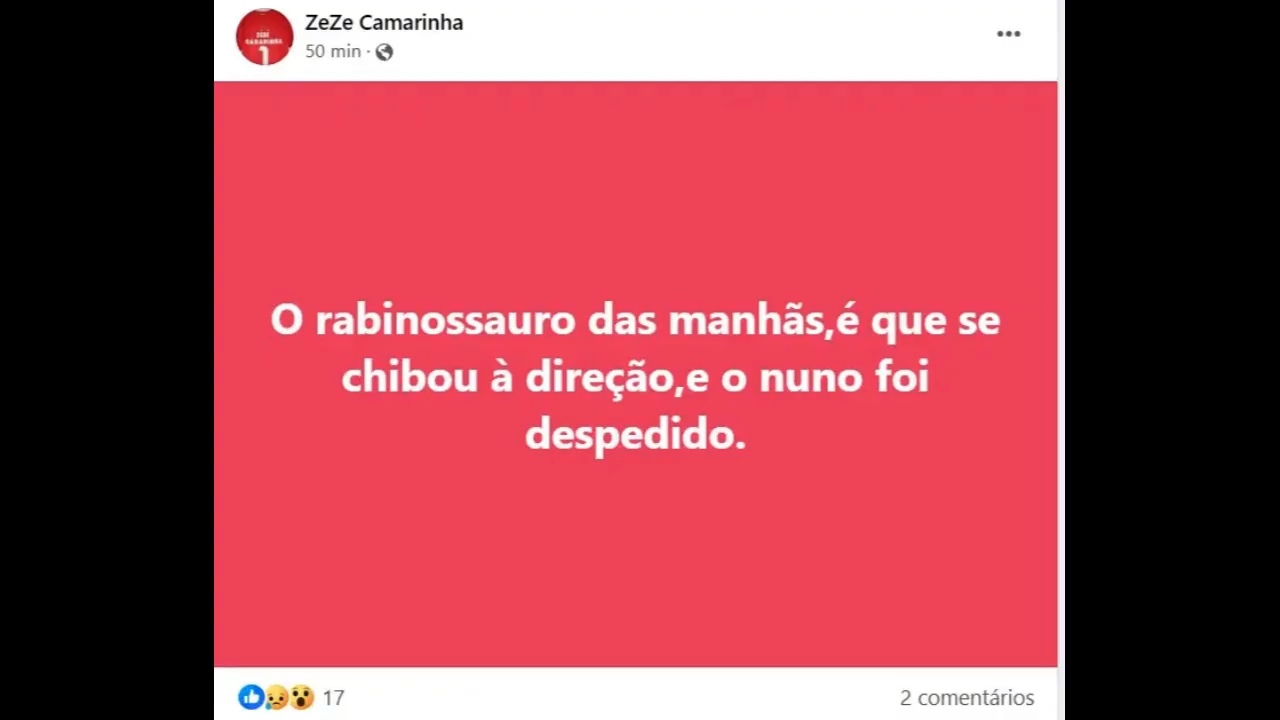 ZeZe Camarinha
50 min ·
O rabinossauro das manhãs,é que se
chibou à direção,e o nuno foi
despedido.
17
2 comentários